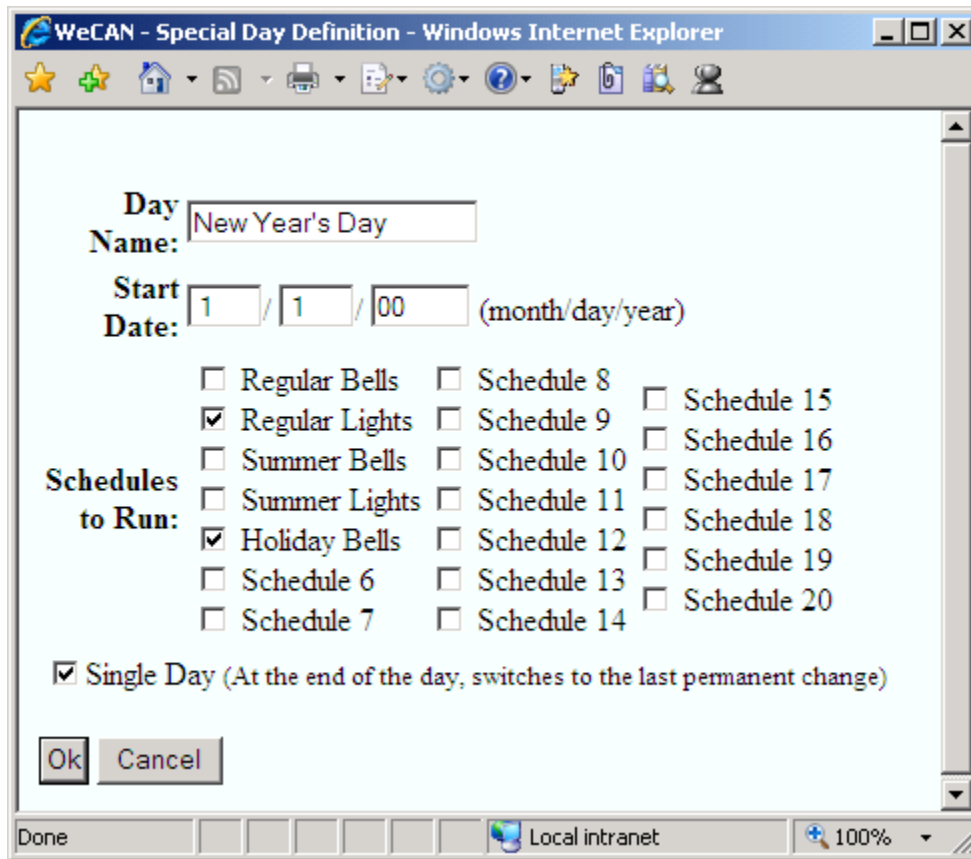 WeCAN - Special Day Definition - Windows Internet Explorer
Day Name:
New Year's Day
Start Date:
1 / 1 / 00 (month/day/year)
Schedules to Run:
Regular Bells
Regular Lights
Summer Bells
Summer Lights
Holiday Bells
Schedule 6
Schedule 7
Schedule 8
Schedule 9
Schedule 10
Schedule 11
Schedule 12
Schedule 13
Schedule 14
Schedule 15
Schedule 16
Schedule 17
Schedule 18
Schedule 19
Schedule 20
Single Day (At the end of the day, switches to the last permanent change)
Ok Cancel
Done Local intranet 100%